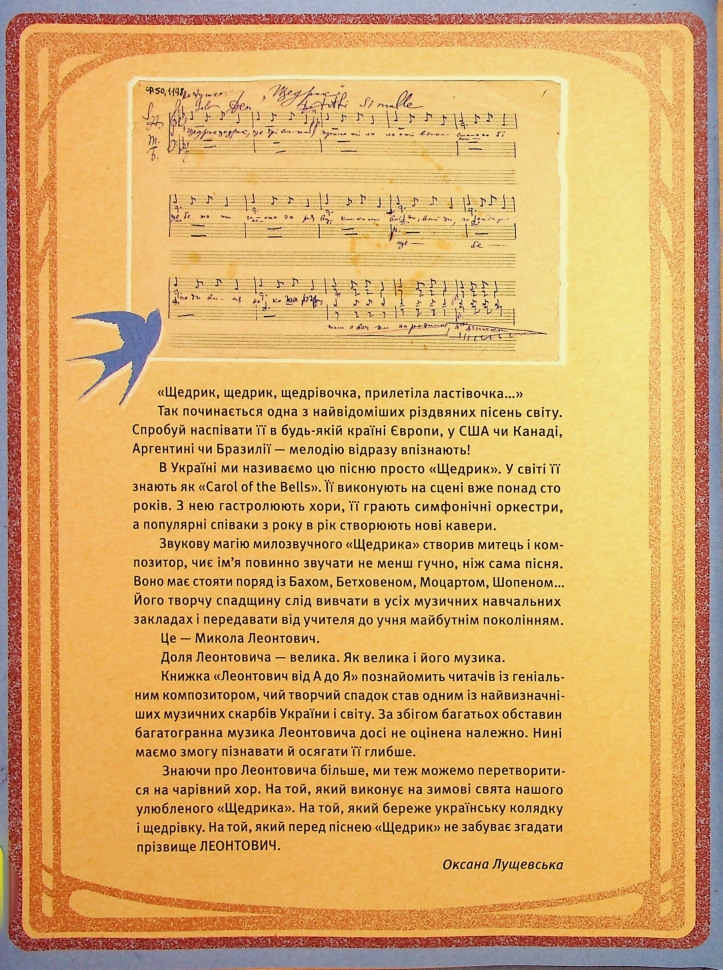 ср.50,1198
"Щедрик"
«Щедрик, щедрик, щедрівочка, прилетіла ластівочка...»
Так починається одна з найвідоміших різдвяних пісень світу.
Спробуй наспівати її в будь-якій країні Європи, у США чи Канаді,
Аргентині чи Бразилії — мелодію відразу впізнають!
В Україні ми називаємо цю пісню просто «Щедрик». У світі її
знають як «Carol of the Bells». Її виконують на сцені вже понад сто
років. З нею гастролюють хори, її грають симфонічні оркестри,
а популярні співаки з року в рік створюють нові кавери.
Звукову магію милозвучного «Щедрика» створив митець і ком-
позитор, чиє ім’я повинно звучати не менш гучно, ніж сама пісня.
Воно має стояти поряд із Бахом, Бетховеном, Моцартом, Шопеном...
Його творчу спадщину слід вивчати в усіх музичних навчальних
закладах і передавати від учителя до учня майбутнім поколінням.
Це — Микола Леонтович.
Доля Леонтовича — велика. Як велика і його музика.
Книжка «Леонтович від А до Я» познайомить читачів із геніаль-
ним композитором, чий творчий спадок став одним із найвизначні-
ших музичних скарбів України і світу. За збігом багатьох обставин
багатогранна музика Леонтовича досі не оцінена належно. Нині
маємо змогу пізнавати й осягати її глибше.
Знаючи про Леонтовича більше, ми теж можемо перетворити-
ся на чарівний хор. На той, який виконує на зимові свята нашого
улюбленого «Щедрика». На той, який береже українську колядку
і щедрівку. На той, який перед піснею «Щедрик» не забуває згадати
прізвище ЛЕОНТОВИЧ.
Оксана Лущевська